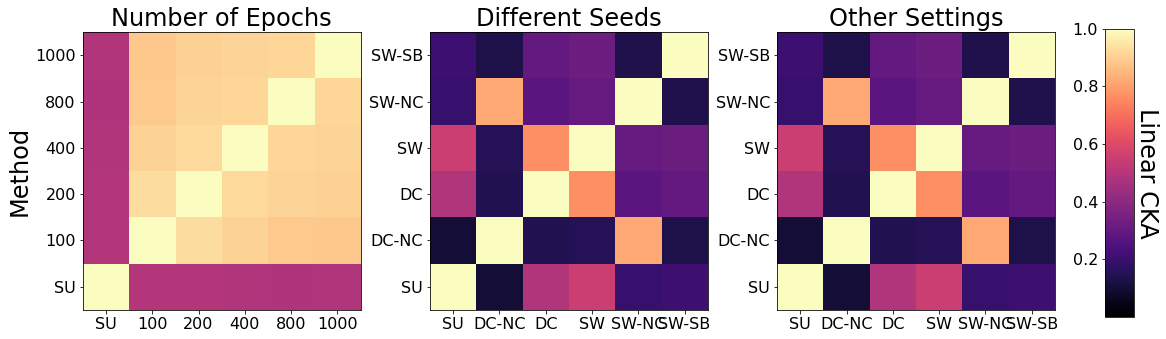 Number of Epochs
Different Seeds
Other Settings
Method
1000
800
400
200
100
SU
SU 100 200 400 800 1000
SW-SB
SW-NC
SW
DC
DC-NC
SU
SU DC-NC DC SW SW-NC SW-SB
SW-SB
SW-NC
SW
DC
DC-NC
SU
SU DC-NC DC SW SW-NC SW-SB
1.0
0.8
0.6
0.4
0.2
Linear CKA